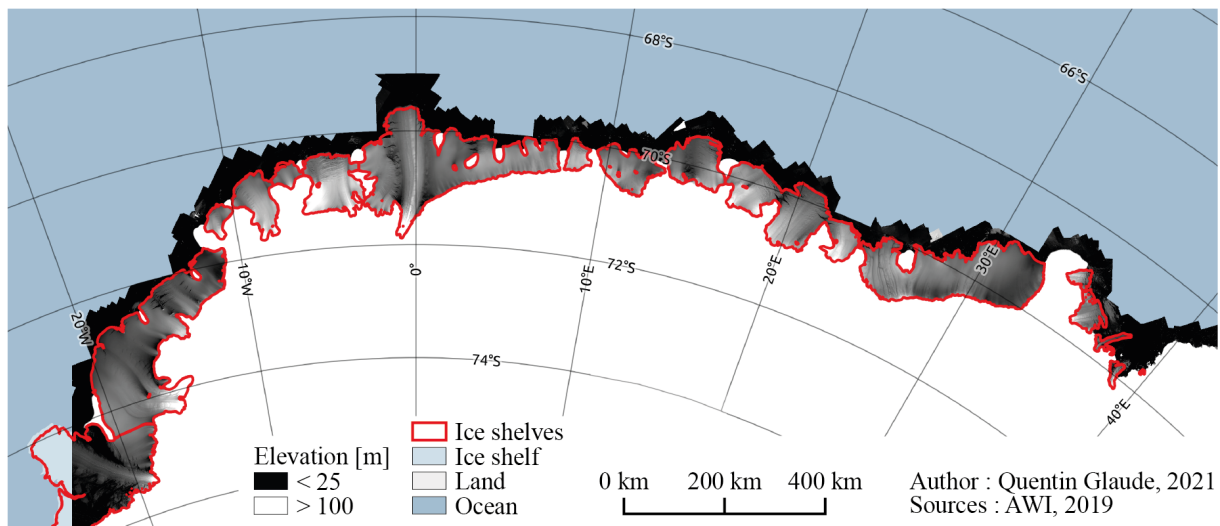 68°S
66°S
70°S
72°S
74°S
20°W
10°W
0°
10°E
20°E
30°E
40°E
Elevation [m]
< 25
> 100
Ice shelves
Ice shelf
Land
Ocean
0 km 200 km 400 km
Author : Quentin Glaude, 2021
Sources : AWI, 2019